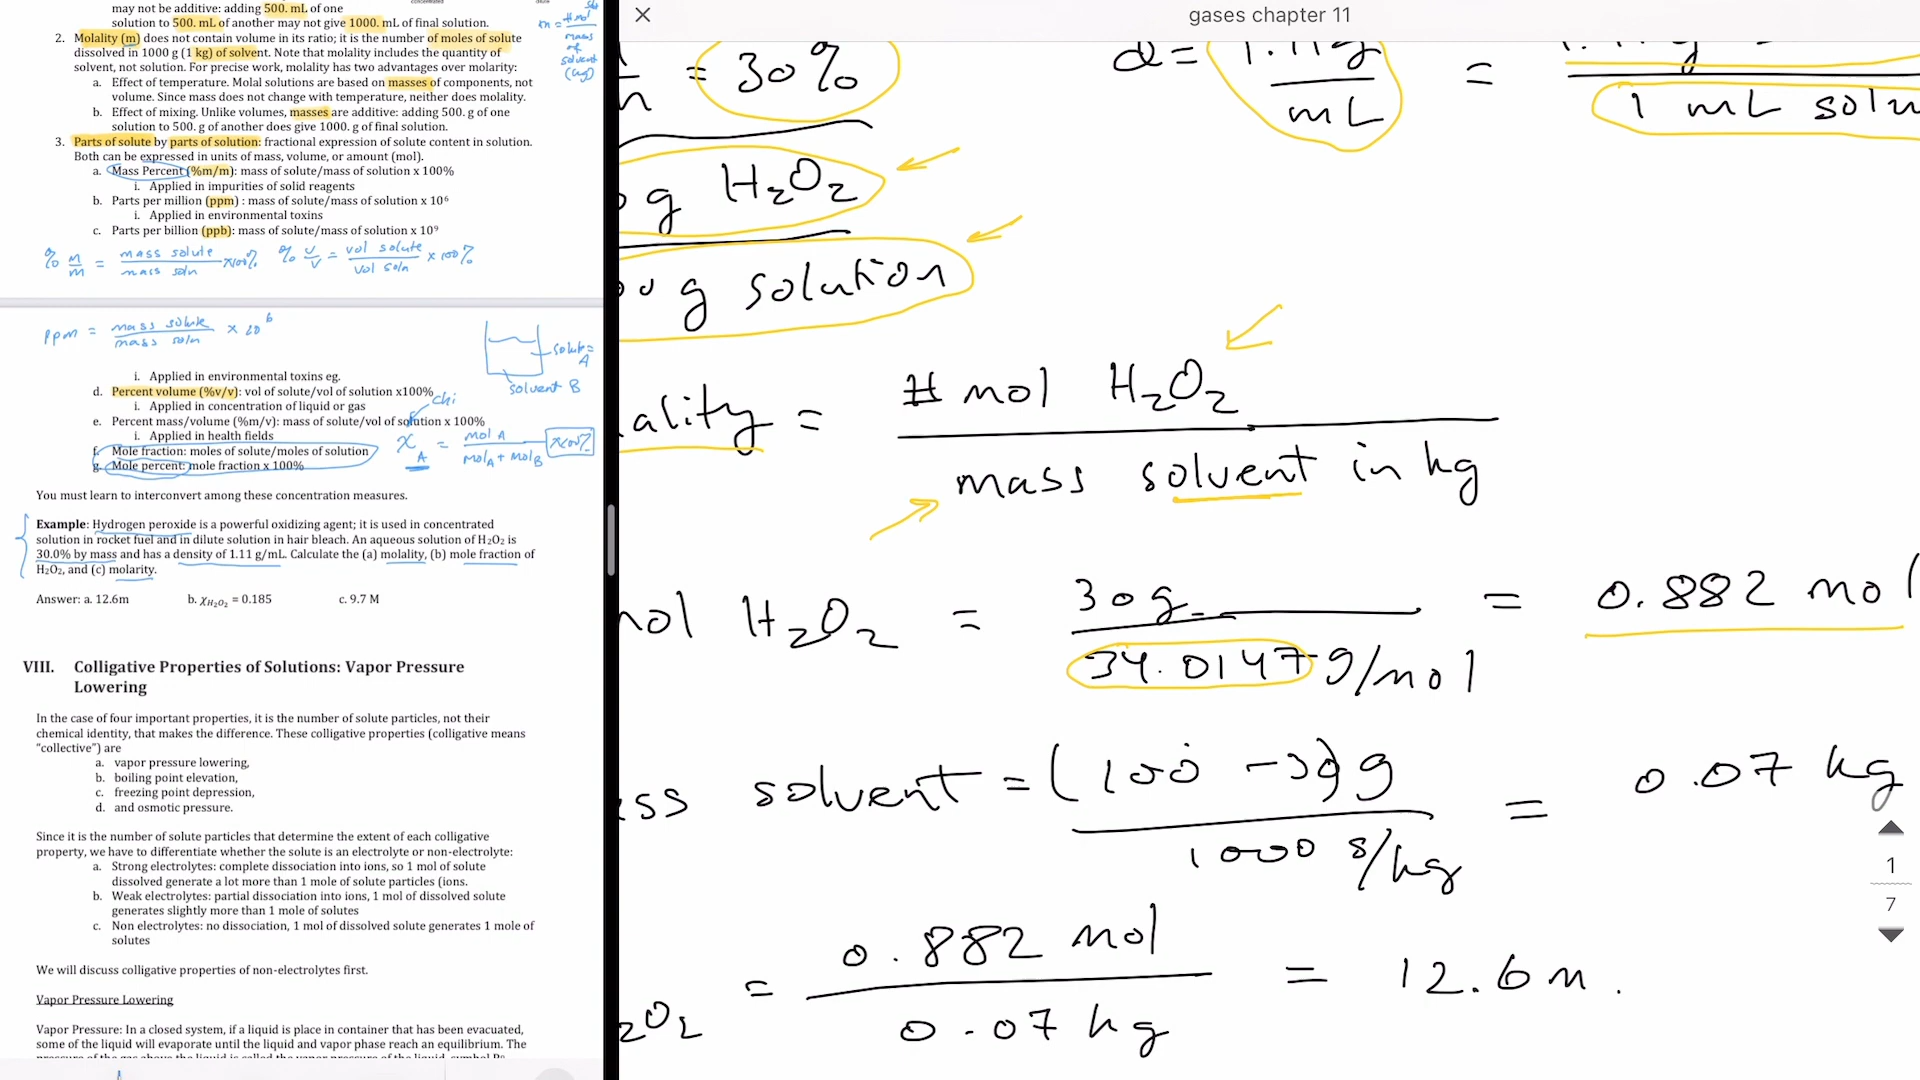 may not be additive: adding 500. mL of one
solution to 500. mL of another may not give 1000. mL of final solution.
m = # mol
mass
of
solvent
(kg)
2. Molality (m) does not contain volume in its ratio; it is the number of moles of solute
dissolved in 1000 g (1 kg) of solvent. Note that molality includes the quantity of
solvent, not solution. For precise work, molality has two advantages over molarity:
a. Effect of temperature. Molal solutions are based on masses of components, not
volume. Since mass does not change with temperature, neither does molality.
b. Effect of mixing. Unlike volumes, masses are additive: adding 500. g of one
solution to 500. g of another does give 1000. g of final solution.
3. Parts of solute by parts of solution: fractional expression of solute content in solution.
Both can be expressed in units of mass, volume, or amount (mol).
a. Mass Percent (%m/m): mass of solute/mass of solution x 100%
i. Applied in impurities of solid reagents
b. Parts per million (ppm) : mass of solute/mass of solution x 10⁶
i. Applied in environmental toxins
c. Parts per billion (ppb): mass of solute/mass of solution x 10⁹
% m/m = mass solute / mass soln x100% % v/v = vol solute / vol soln x 100%
ppm = mass solute / mass soln x 10⁶
solute =
A
solvent B
i. Applied in environmental toxins eg.
d. Percent volume (%v/v): vol of solute/vol of solution x100%
chi
i. Applied in concentration of liquid or gas
e. Percent mass/volume (%m/v): mass of solute/vol of solution x 100%
i. Applied in health fields
f. Mole fraction: moles of solute/moles of solution
g. Mole percent: mole fraction x 100%
χ_A = mol A / mol_A + mol_B x100%
You must learn to interconvert among these concentration measures.
Example: Hydrogen peroxide is a powerful oxidizing agent; it is used in concentrated
solution in rocket fuel and in dilute solution in hair bleach. An aqueous solution of H₂O₂ is
30.0% by mass and has a density of 1.11 g/mL. Calculate the (a) molality, (b) mole fraction of
H₂O₂, and (c) molarity.
Answer: a. 12.6m b. χH₂O₂ = 0.185 c. 9.7 M
VIII. Colligative Properties of Solutions: Vapor Pressure
Lowering
In the case of four important properties, it is the number of solute particles, not their
chemical identity, that makes the difference. These colligative properties (colligative means
"collective") are
a. vapor pressure lowering,
b. boiling point elevation,
c. freezing point depression,
d. and osmotic pressure.
Since it is the number of solute particles that determine the extent of each colligative
property, we have to differentiate whether the solute is an electrolyte or non-electrolyte:
a. Strong electrolytes: complete dissociation into ions, so 1 mol of solute
dissolved generate a lot more than 1 mole of solute particles (ions.
b. Weak electrolytes: partial dissociation into ions, 1 mol of dissolved solute
generates slightly more than 1 mole of solutes
c. Non electrolytes: no dissociation, 1 mol of dissolved solute generates 1 mole of
solutes
We will discuss colligative properties of non-electrolytes first.
Vapor Pressure Lowering
Vapor Pressure: In a closed system, if a liquid is place in container that has been evacuated,
some of the liquid will evaporate until the liquid and vapor phase reach an equilibrium. The
gases chapter 11
= 30%
d = 1.11g / mL = 1.11g / 1 mL solu
g H₂O₂
g solution
ality = # mol H₂O₂ / mass solvent in kg
mol H₂O₂ = 30g / 34.0147 g/mol = 0.882 mol
ss solvent = (100 - 30) g / 1000 g/kg = 0.07 kg
₂O₂ = 0.882 mol / 0.07 kg = 12.6 m.
1
7